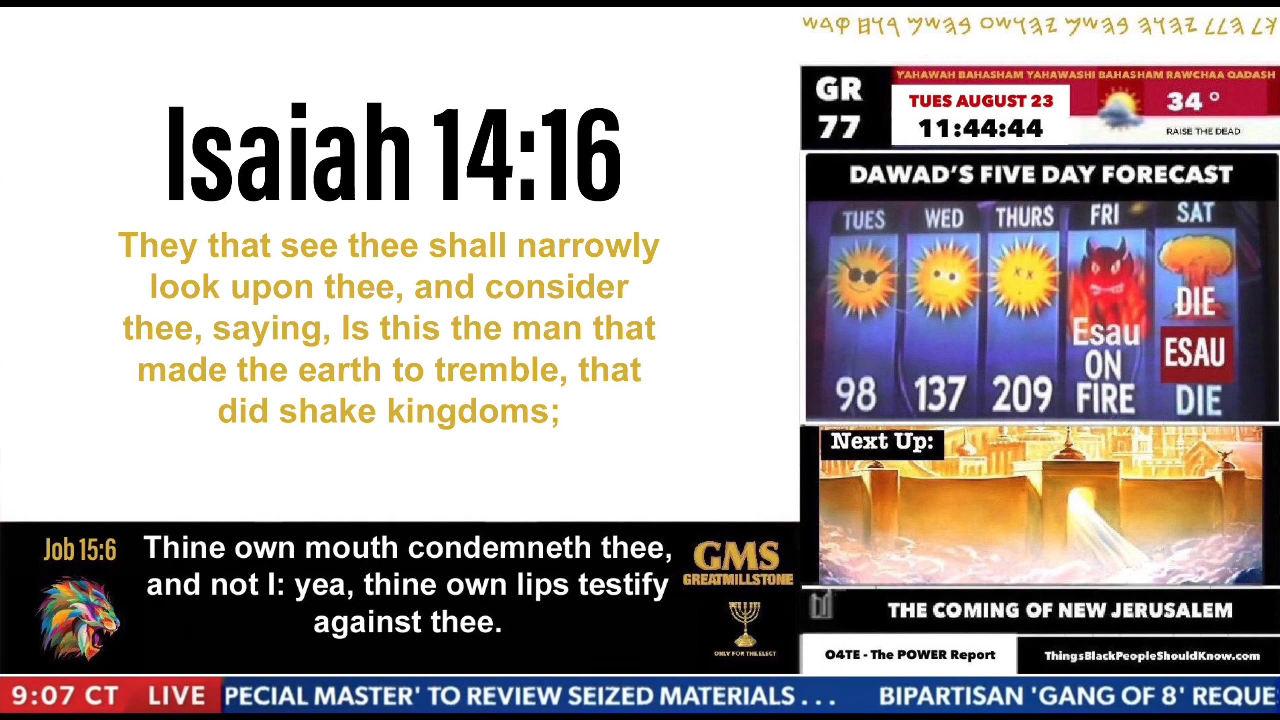 Isaiah 14:16
They that see thee shall narrowly
look upon thee, and consider
thee, saying, Is this the man that
made the earth to tremble, that
did shake kingdoms;
Job 15:6
Thine own mouth condemneth thee,
and not I: yea, thine own lips testify
against thee.
GMS
GREATMILLSTONE
ONLY FOR THE ELECT
GR
77
YAHAWAH BAHASHAM YAHAWASHI BAHASHAM RAWCHAA QADASH
TUES AUGUST 23
11:44:44
34°
RAISE THE DEAD
DAWAD'S FIVE DAY FORECAST
TUES WED THURS FRI SAT
98 137 209
Esau
ON
FIRE
DIE
ESAU
DIE
Next Up:
THE COMING OF NEW JERUSALEM
O4TE - The POWER Report
ThingsBlackPeopleShouldKnow.com
9:07 CT LIVE PECIAL MASTER' TO REVIEW SEIZED MATERIALS . . . BIPARTISAN 'GANG OF 8' REQUE